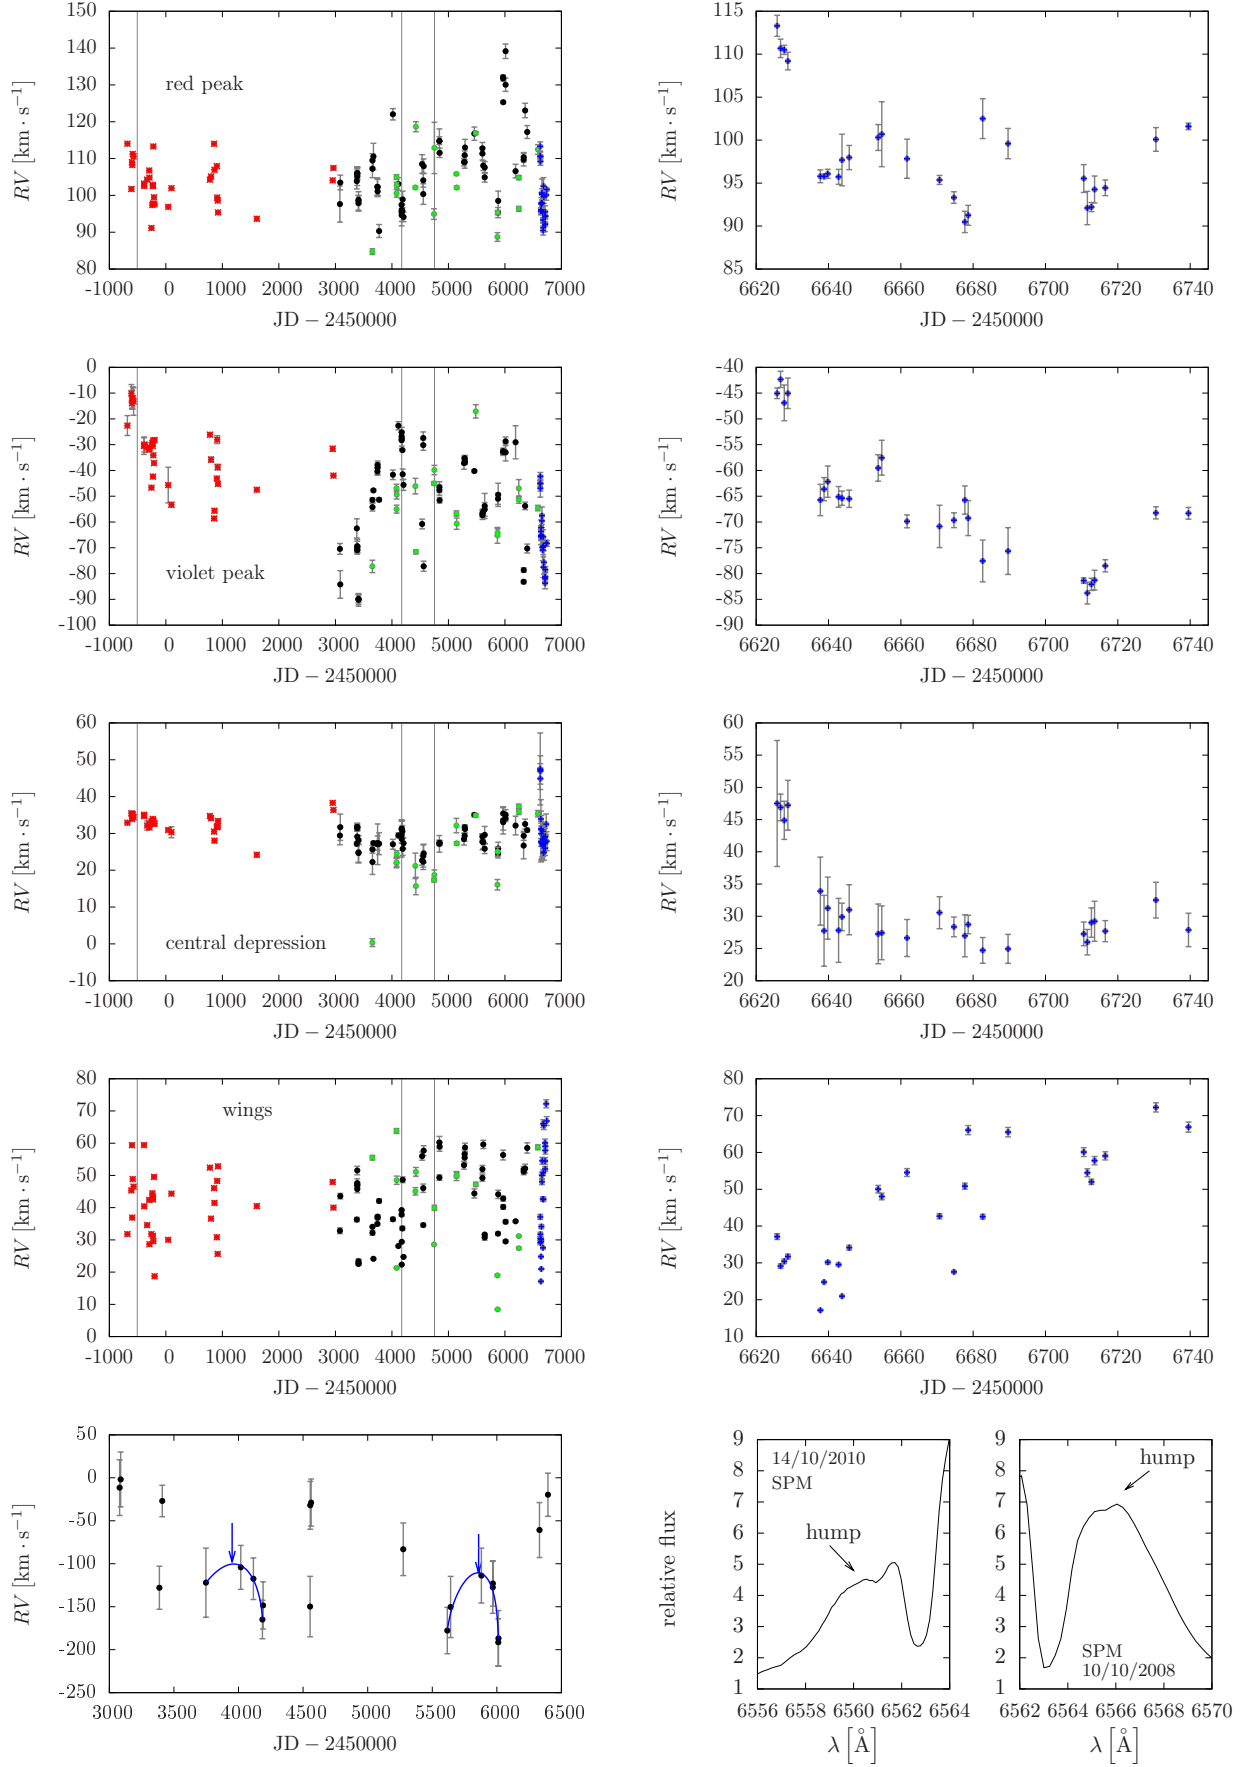 150
140
130
120
110
100
90
80
RV [km · s⁻¹]
red peak
-1000 0 1000 2000 3000 4000 5000 6000 7000
JD − 2450000
115
110
105
100
95
90
85
RV [km · s⁻¹]
6620 6640 6660 6680 6700 6720 6740
JD − 2450000
0
-10
-20
-30
-40
-50
-60
-70
-80
-90
-100
RV [km · s⁻¹]
violet peak
-1000 0 1000 2000 3000 4000 5000 6000 7000
JD − 2450000
-40
-45
-50
-55
-60
-65
-70
-75
-80
-85
-90
RV [km · s⁻¹]
6620 6640 6660 6680 6700 6720 6740
JD − 2450000
60
50
40
30
20
10
0
-10
RV [km · s⁻¹]
central depression
-1000 0 1000 2000 3000 4000 5000 6000 7000
JD − 2450000
60
55
50
45
40
35
30
25
20
RV [km · s⁻¹]
6620 6640 6660 6680 6700 6720 6740
JD − 2450000
80
70
60
50
40
30
20
10
0
RV [km · s⁻¹]
wings
-1000 0 1000 2000 3000 4000 5000 6000 7000
JD − 2450000
80
70
60
50
40
30
20
10
RV [km · s⁻¹]
6620 6640 6660 6680 6700 6720 6740
JD − 2450000
50
0
-50
-100
-150
-200
-250
RV [km · s⁻¹]
3000 3500 4000 4500 5000 5500 6000 6500
JD − 2450000
9
8
7
6
5
4
3
2
1
relative flux
14/10/2010
SPM
hump
6556 6558 6560 6562 6564
λ [Å]
9
8
7
6
5
4
3
2
1
hump
SPM
10/10/2008
6562 6564 6566 6568 6570
λ [Å]